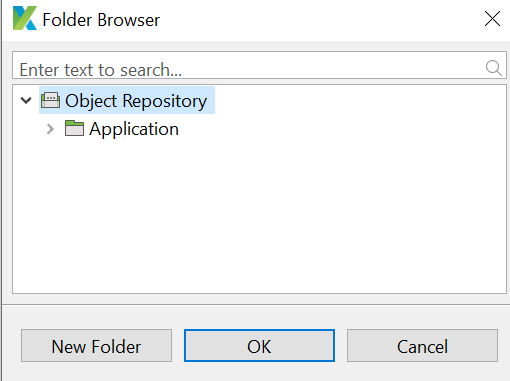 Folder Browser
Enter text to search...
Object Repository
Application
New Folder OK Cancel